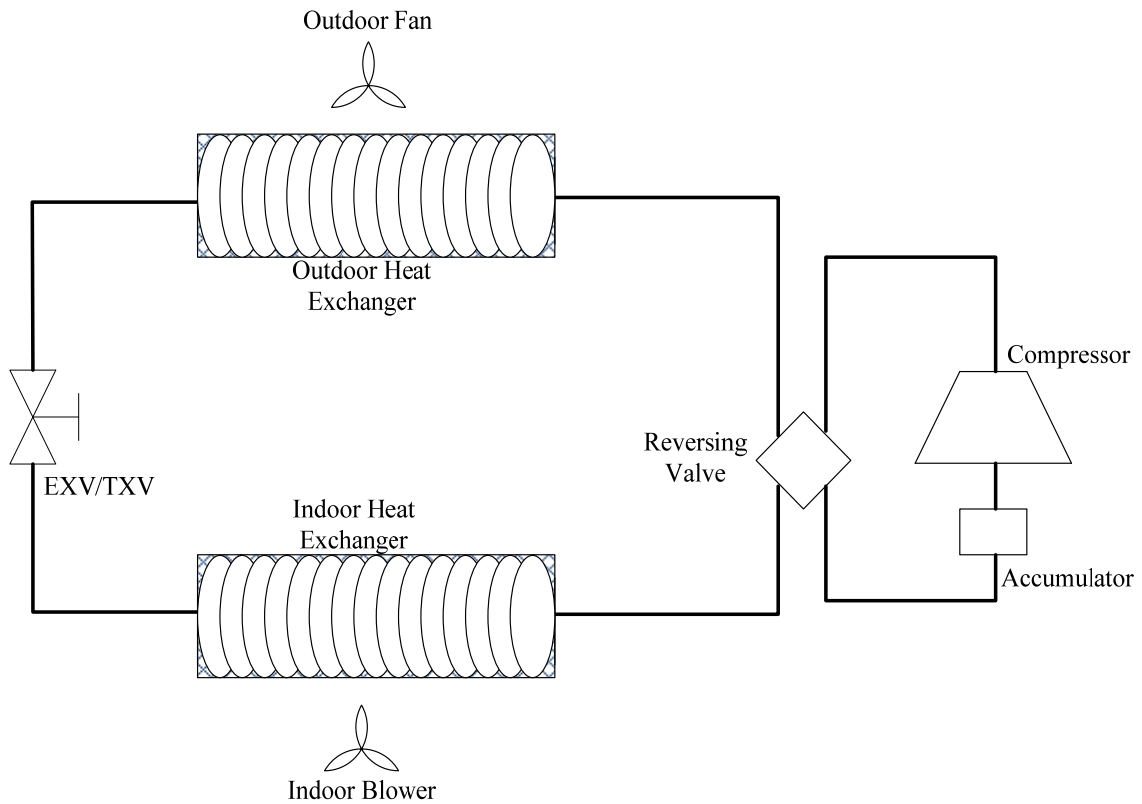 Outdoor Fan
Outdoor Heat
Exchanger
Compressor
Reversing
Valve
EXV/TXV
Indoor Heat
Exchanger
Accumulator
Indoor Blower